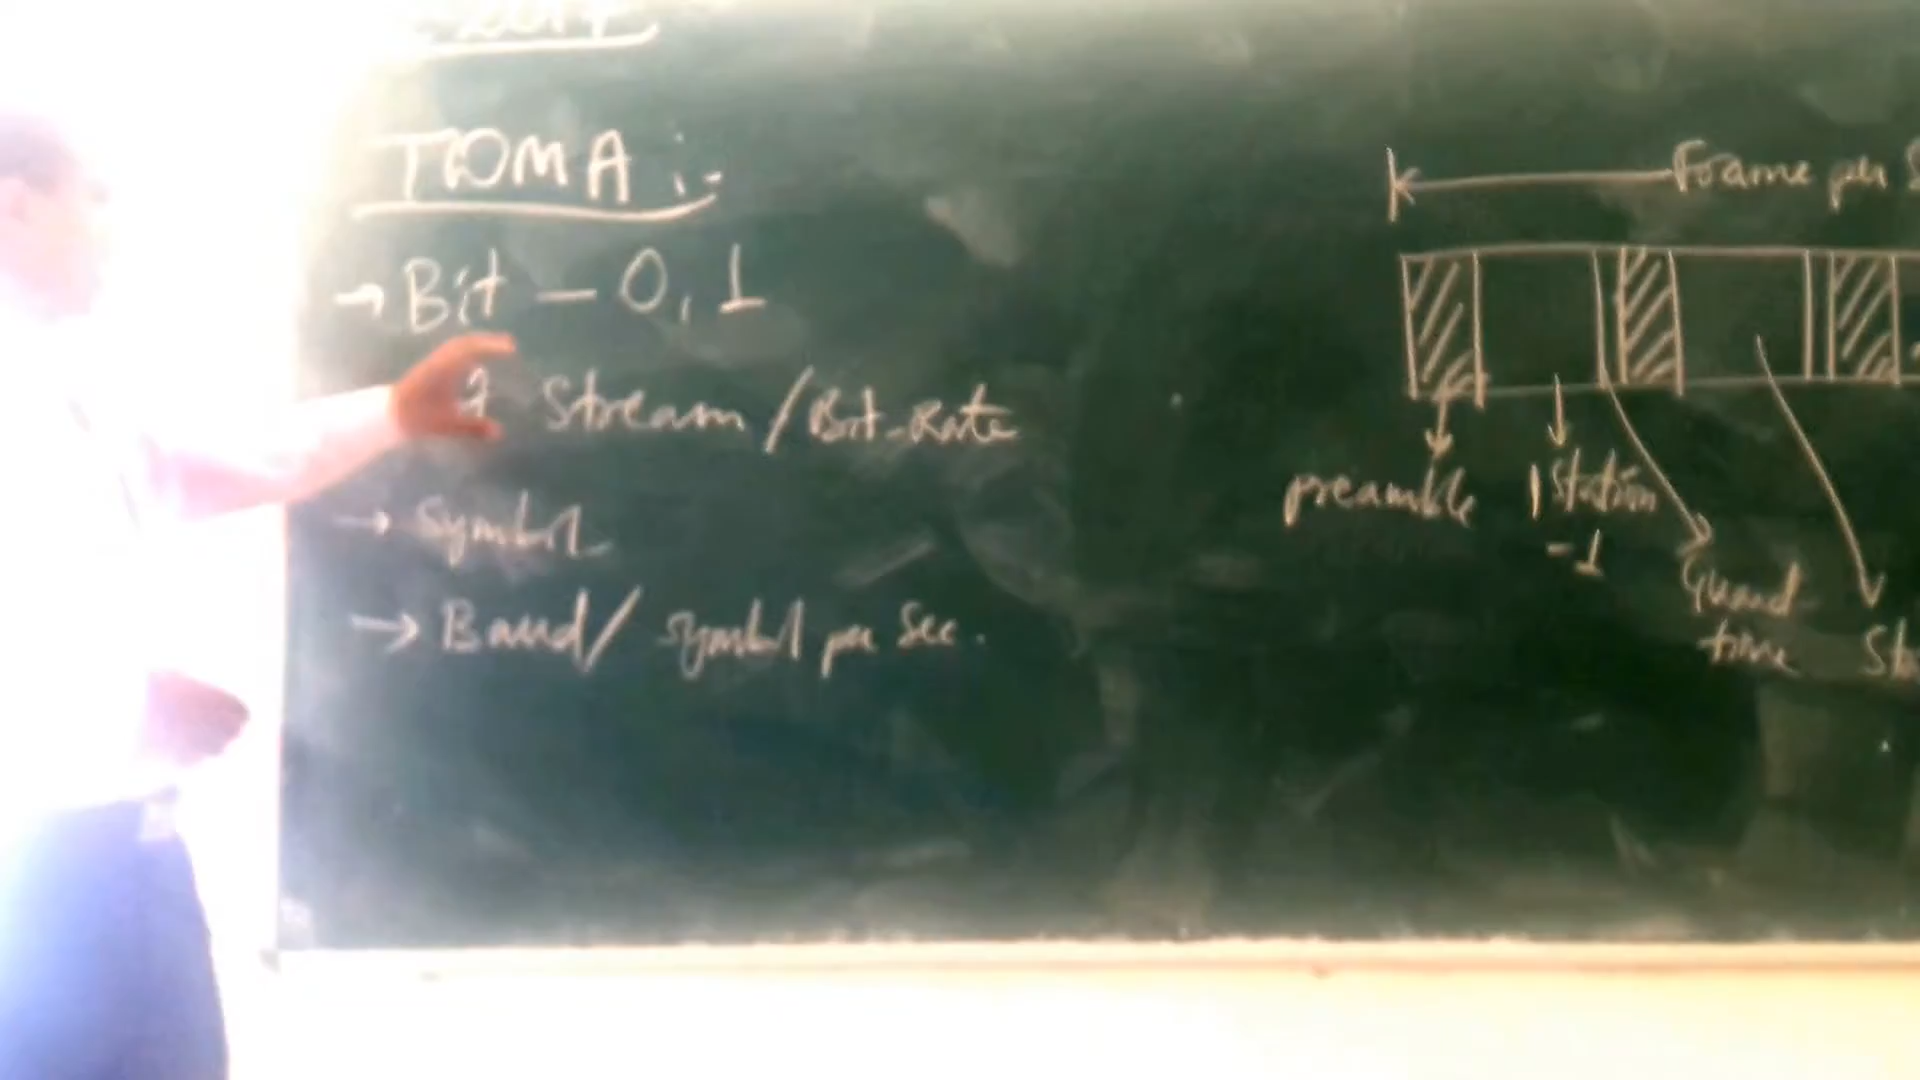 TDMA :-
→ Bit - 0, 1
Stream / Bit-Rate
→ Symbol
→ Baud / symbol per Sec.
Frame per
preamble
Station
-1
Guard
time